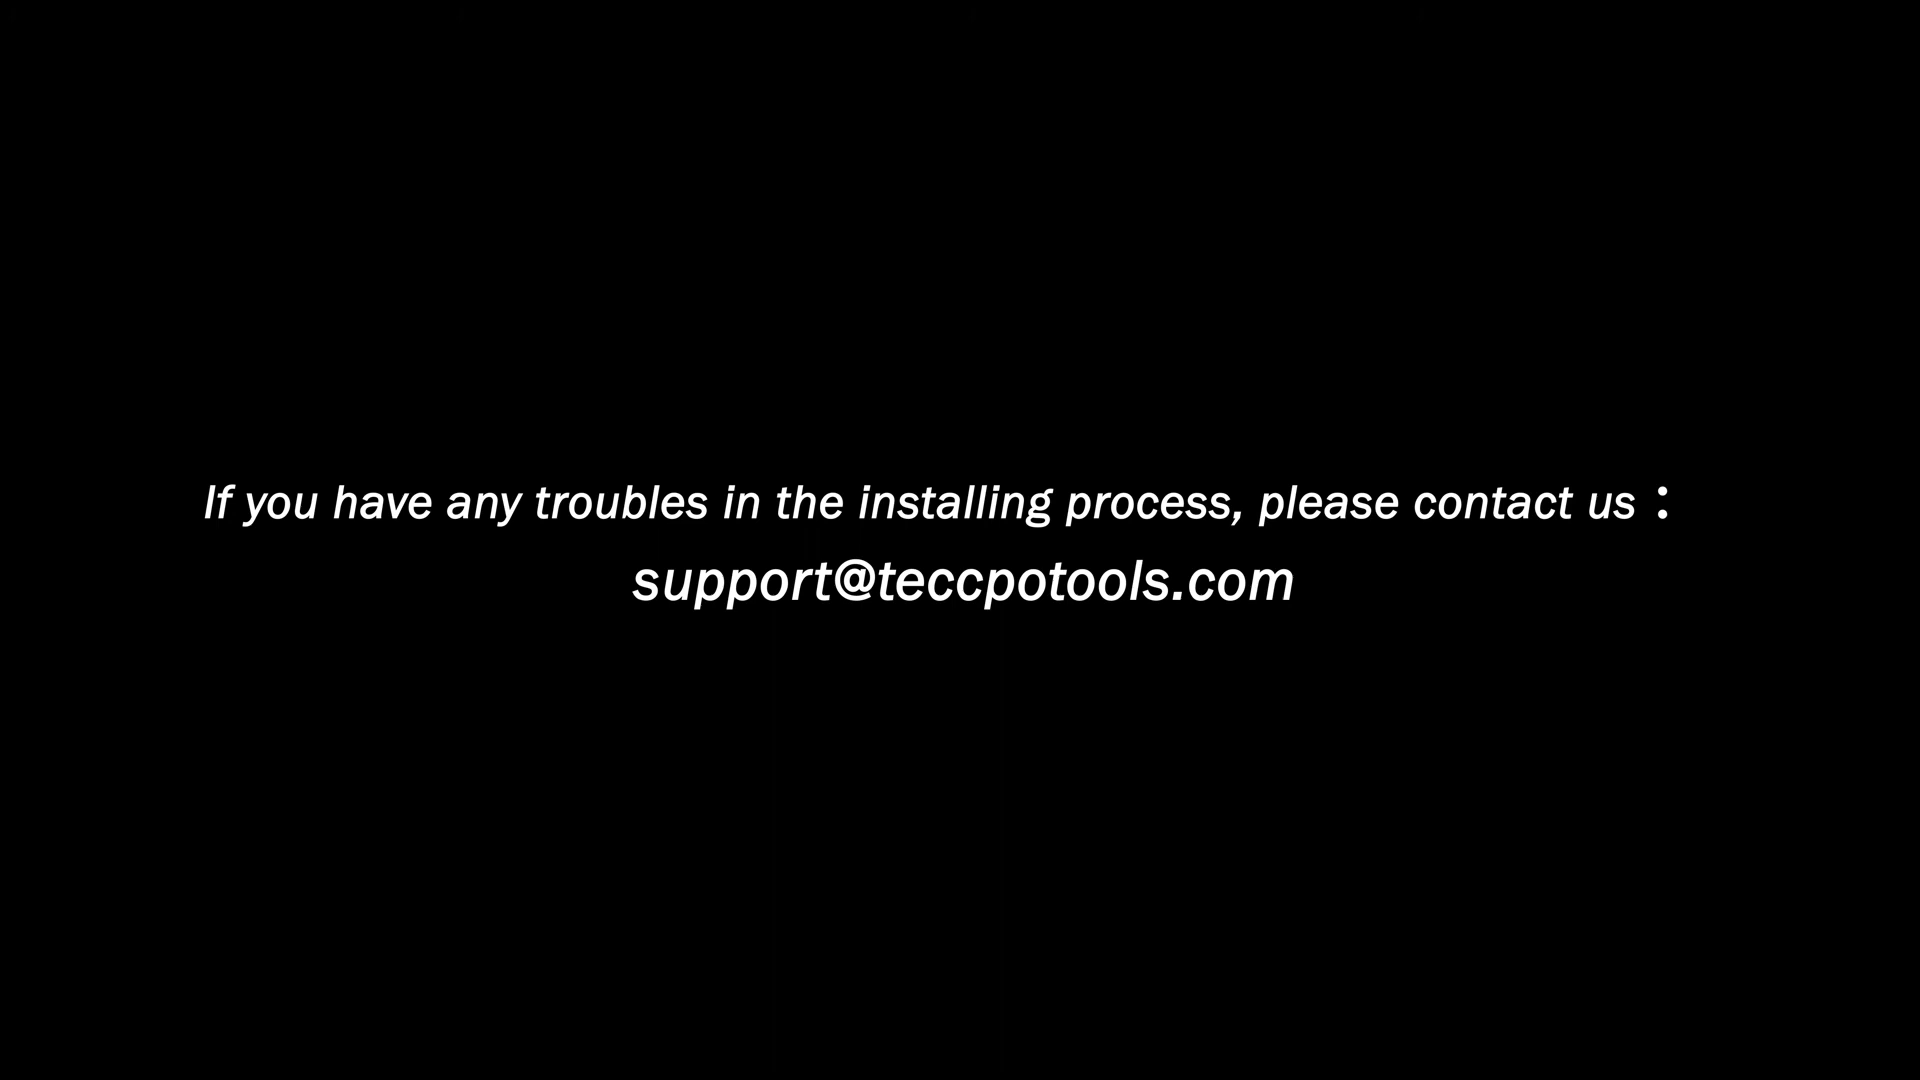 If you have any troubles in the installing process, please contact us：
support@teccpotools.com